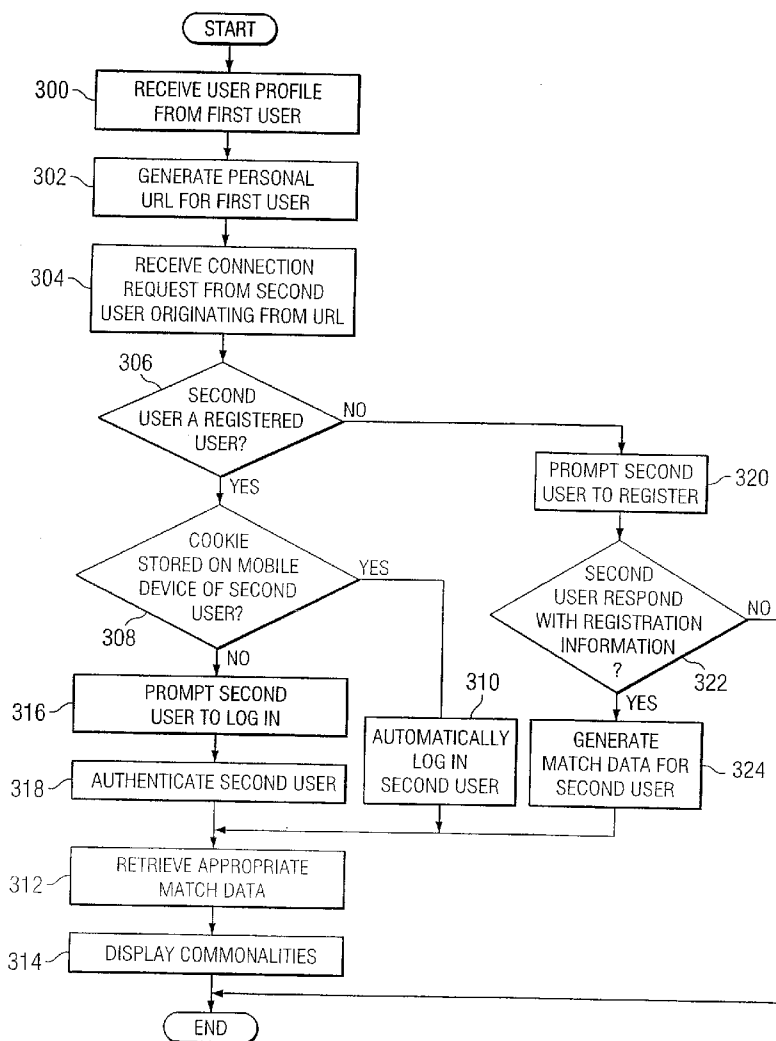 START
300
RECEIVE USER PROFILE
FROM FIRST USER
302
GENERATE PERSONAL
URL FOR FIRST USER
304
RECEIVE CONNECTION
REQUEST FROM SECOND
USER ORIGINATING FROM URL
306
SECOND
USER A REGISTERED
USER?
NO
YES
PROMPT SECOND
USER TO REGISTER
320
COOKIE
STORED ON MOBILE
DEVICE OF SECOND
USER?
308
YES
NO
SECOND
USER RESPOND
WITH REGISTRATION
INFORMATION
?
NO
322
YES
316
PROMPT SECOND
USER TO LOG IN
310
AUTOMATICALLY
LOG IN
SECOND USER
GENERATE
MATCH DATA FOR
SECOND USER
324
318
AUTHENTICATE SECOND USER
312
RETRIEVE APPROPRIATE
MATCH DATA
314
DISPLAY COMMONALITIES
END